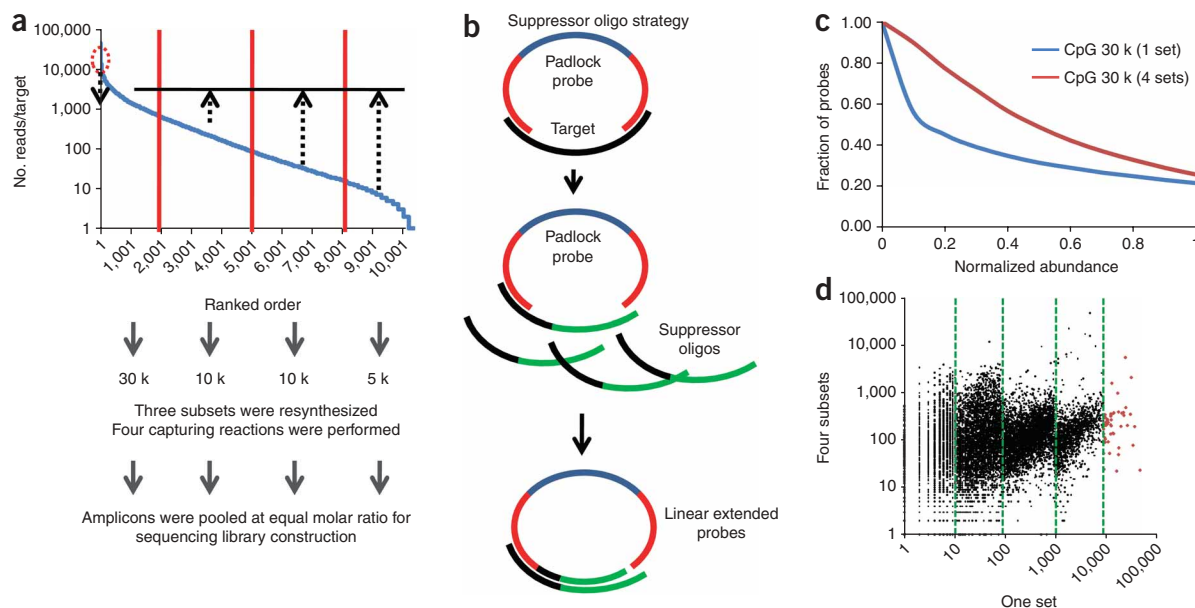 a
No. reads/target
100,000
10,000
1,000
100
10
1
1
1,001
2,001
3,001
4,001
5,001
6,001
7,001
8,001
9,001
10,001
Ranked order
30 k
10 k
10 k
5 k
Three subsets were resynthesized
Four capturing reactions were performed
Amplicons were pooled at equal molar ratio for
sequencing library construction
b
Suppressor oligo strategy
Padlock
probe
Target
Padlock
probe
Suppressor
oligos
Linear extended
probes
c
Fraction of probes
1.00
0.80
0.60
0.40
0.20
0.00
CpG 30 k (1 set)
CpG 30 k (4 sets)
0
0.2
0.4
0.6
0.8
1
Normalized abundance
d
Four subsets
100,000
10,000
1,000
100
10
1
1
10
100
1,000
10,000
100,000
One set